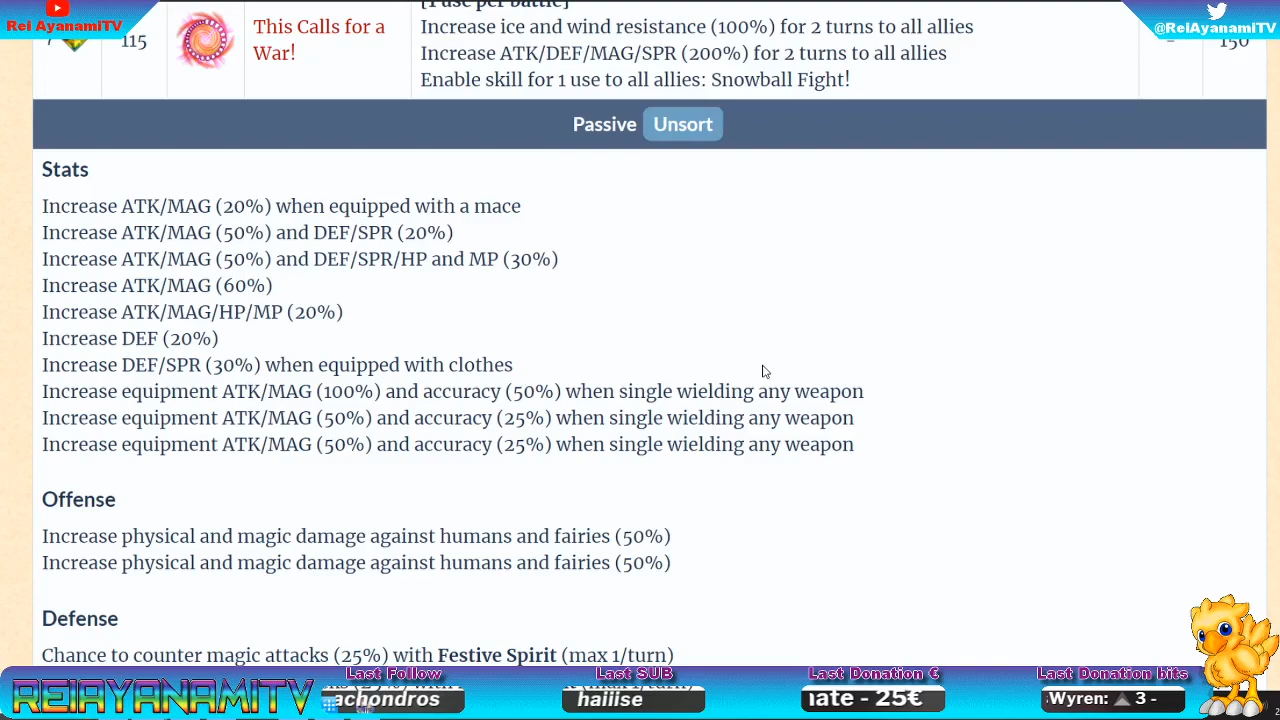 Rei AyanamiTV
@ReiAyanamiTV
115
This Calls for a War!
[1 use per battle]
Increase ice and wind resistance (100%) for 2 turns to all allies
Increase ATK/DEF/MAG/SPR (200%) for 2 turns to all allies
Enable skill for 1 use to all allies: Snowball Fight!
-
150
Passive Unsort
Stats
Increase ATK/MAG (20%) when equipped with a mace
Increase ATK/MAG (50%) and DEF/SPR (20%)
Increase ATK/MAG (50%) and DEF/SPR/HP and MP (30%)
Increase ATK/MAG (60%)
Increase ATK/MAG/HP/MP (20%)
Increase DEF (20%)
Increase DEF/SPR (30%) when equipped with clothes
Increase equipment ATK/MAG (100%) and accuracy (50%) when single wielding any weapon
Increase equipment ATK/MAG (50%) and accuracy (25%) when single wielding any weapon
Increase equipment ATK/MAG (50%) and accuracy (25%) when single wielding any weapon
Offense
Increase physical and magic damage against humans and fairies (50%)
Increase physical and magic damage against humans and fairies (50%)
Defense
Chance to counter magic attacks (25%) with Festive Spirit (max 1/turn)
REIAYANAMITV
Last Follow
achondros
Last SUB
haiise
Last Donation €
iate - 25€
Last Donation bits
Wyren: 3 -